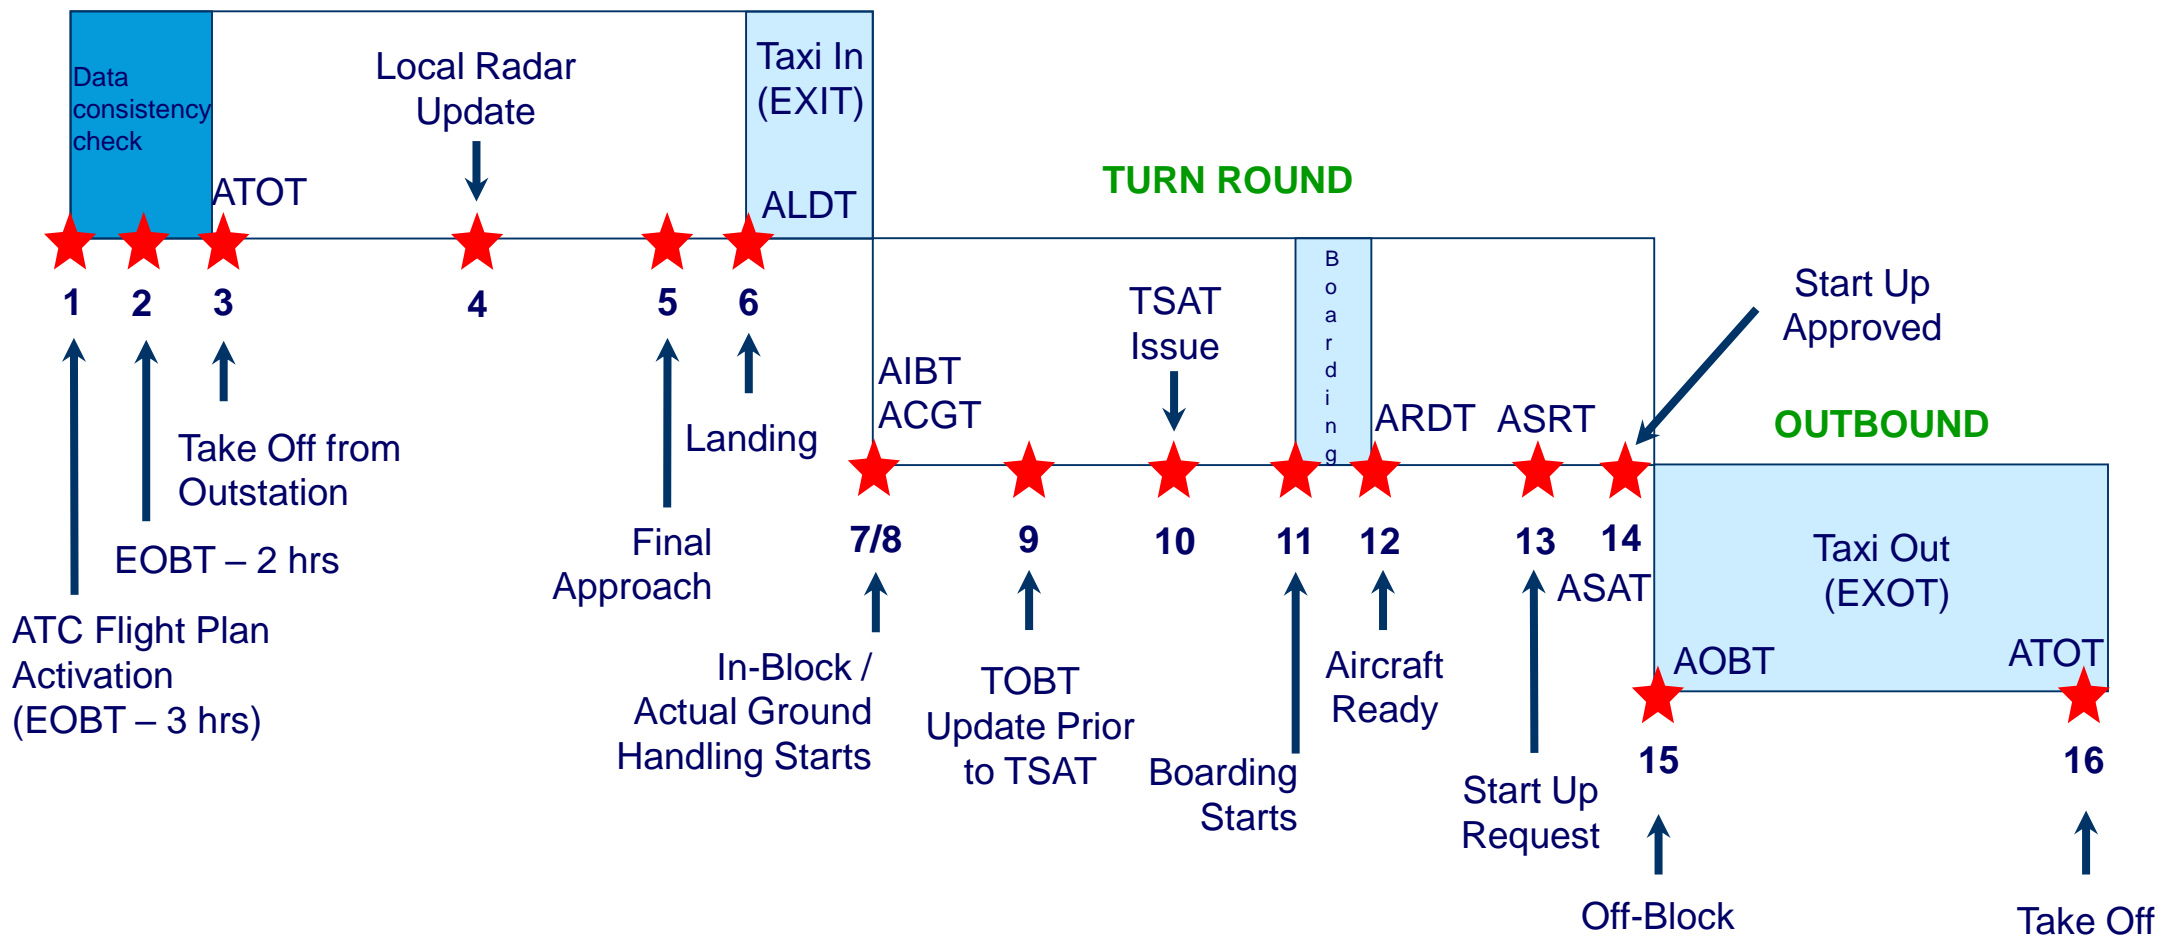 Data
consistency
check
Local Radar
Update
Taxi In
(EXIT)
ATOT
ALDT
TURN ROUND
1
2
3
4
5
6
Take Off from
Outstation
EOBT – 2 hrs
ATC Flight Plan
Activation
(EOBT – 3 hrs)
Landing
Final
Approach
AIBT
ACGT
TSAT
Issue
Boarding
ARDT
ASRT
Start Up
Approved
OUTBOUND
7/8
9
10
11
12
13
14
ASAT
In-Block /
Actual Ground
Handling Starts
TOBT
Update Prior
to TSAT
Boarding
Starts
Aircraft
Ready
Start Up
Request
Taxi Out
(EXOT)
AOBT
ATOT
15
16
Off-Block
Take Off